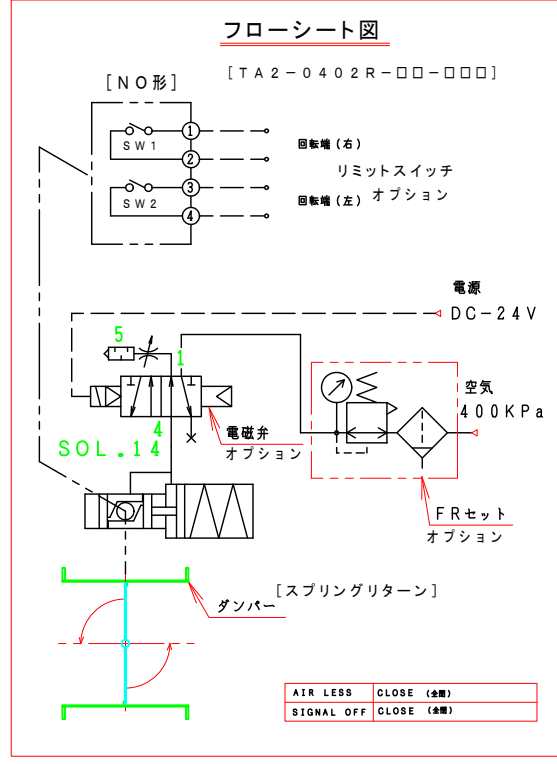 フローシート図
[TA2-0402R-□□-□□□]
[NO形]
SW1
SW2
1
2
3
4
回転端(右)
リミットスイッチ
オプション
回転端(左)
電源
DC-24V
5
1
4
SOL.14
電磁弁
オプション
空気
400KPa
FRセット
オプション
[スプリングリターン]
ダンパー
AIR LESS CLOSE (全閉)
SIGNAL OFF CLOSE (全閉)